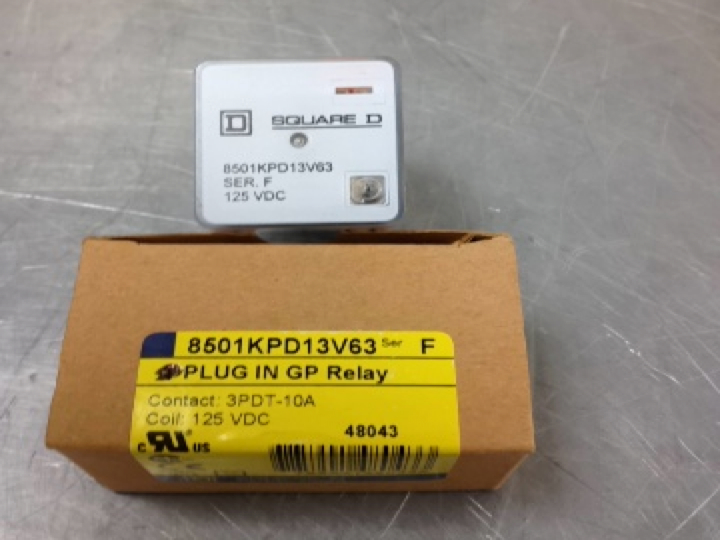 D SQUARE D
8501KPD13V63
SER. F
125 VDC
8501KPD13V63 Ser F
PLUG IN GP Relay
Contact: 3PDT-10A
Coil: 125 VDC
48043
c RU US